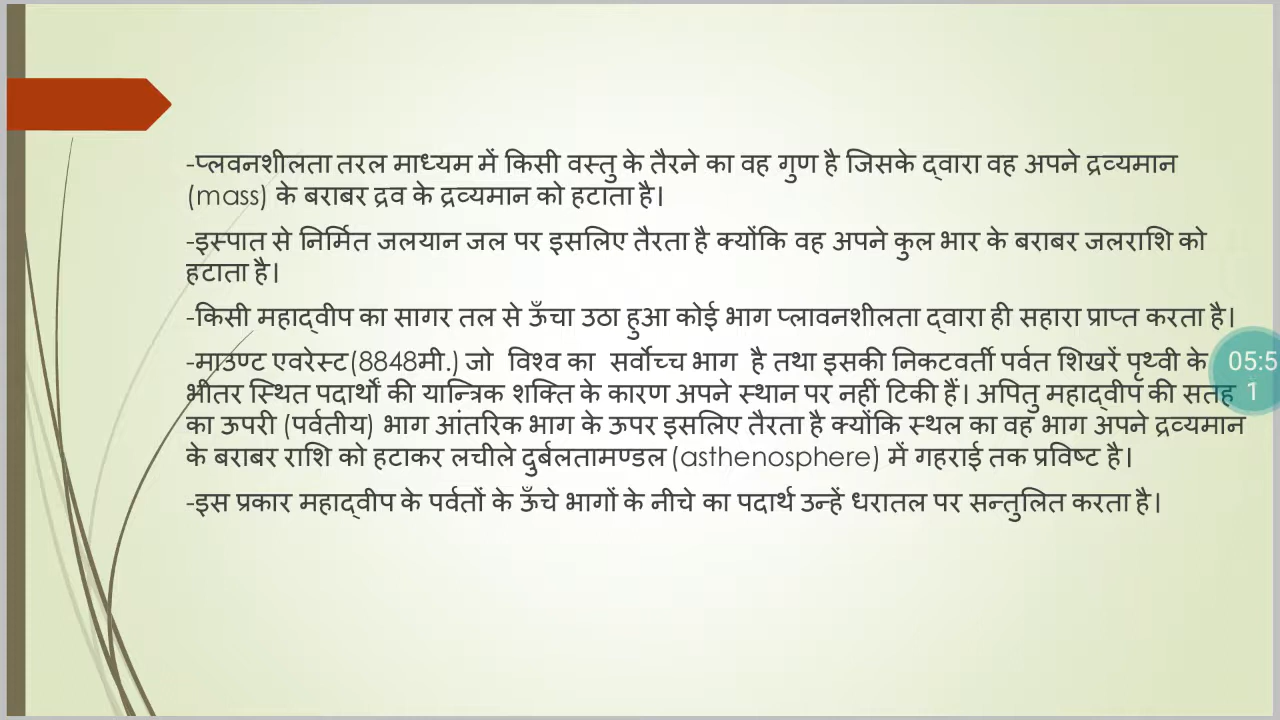 -प्लवनशीलता तरल माध्यम में किसी वस्तु के तैरने का वह गुण है जिसके द्वारा वह अपने द्रव्यमान
(mass) के बराबर द्रव के द्रव्यमान को हटाता है।
-इस्पात से निर्मित जलयान जल पर इसलिए तैरता है क्योंकि वह अपने कुल भार के बराबर जलराशि को
हटाता है।
-किसी महाद्वीप का सागर तल से ऊँचा उठा हुआ कोई भाग प्लावनशीलता द्वारा ही सहारा प्राप्त करता है।
-माउण्ट एवरेस्ट(8848मी.) जो विश्व का सर्वोच्च भाग है तथा इसकी निकटवर्ती पर्वत शिखरें पृथ्वी के
भीतर स्थित पदार्थों की यान्त्रिक शक्ति के कारण अपने स्थान पर नहीं टिकी हैं। अपितु महाद्वीप की सतह
का ऊपरी (पर्वतीय) भाग आंतरिक भाग के ऊपर इसलिए तैरता है क्योंकि स्थल का वह भाग अपने द्रव्यमान
के बराबर राशि को हटाकर लचीले दुर्बलतामण्डल (asthenosphere) में गहराई तक प्रविष्ट है।
-इस प्रकार महाद्वीप के पर्वतों के ऊँचे भागों के नीचे का पदार्थ उन्हें धरातल पर सन्तुलित करता है।
05:5
1